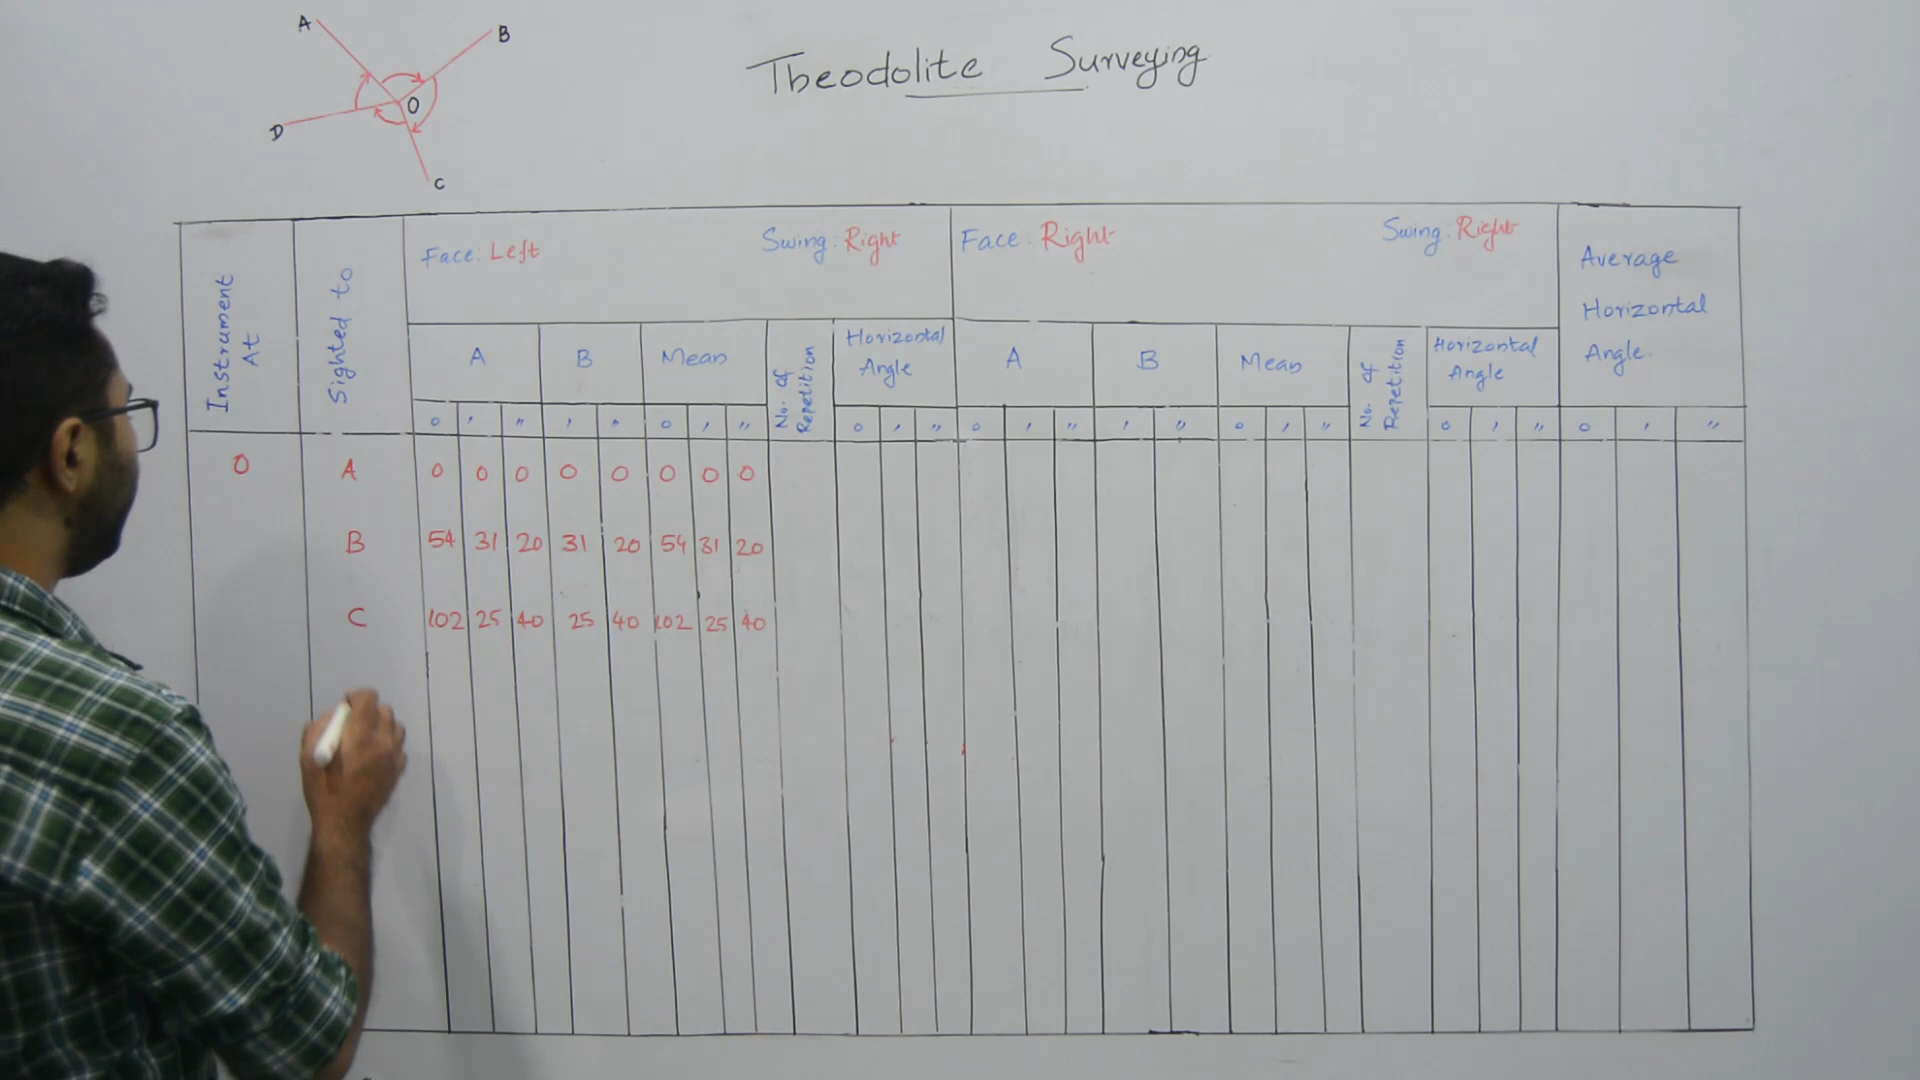 A
B
Theodolite Surveying
O
D
C
Instrument At
Sighted to
Face: Left Swing: Right
Face: Right Swing: Right
Average
Horizontal
Angle.
A B Mean No. of Repetition Horizontal Angle A B Mean No. of Repetition Horizontal Angle
o ' " ' " o ' " o ' " o ' " ' " o ' " o ' " o ' "
O A 0 0 0 0 0 0 0 0
B 54 31 20 31 20 54 31 20
C 102 25 40 25 40 102 25 40